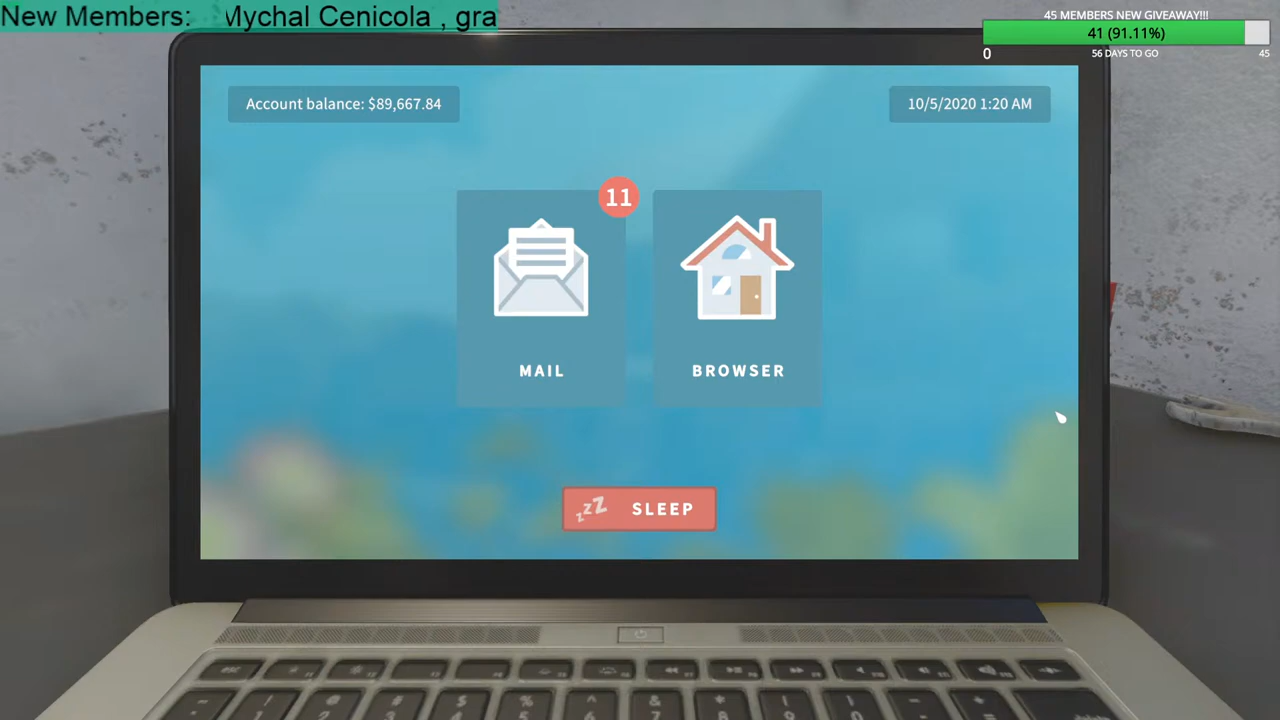 New Members: Mychal Cenicola , gra
45 MEMBERS NEW GIVEAWAY!!!
41 (91.11%)
0 56 DAYS TO GO 45
Account balance: $89,667.84
10/5/2020 1:20 AM
11
MAIL
BROWSER
zzZ SLEEP